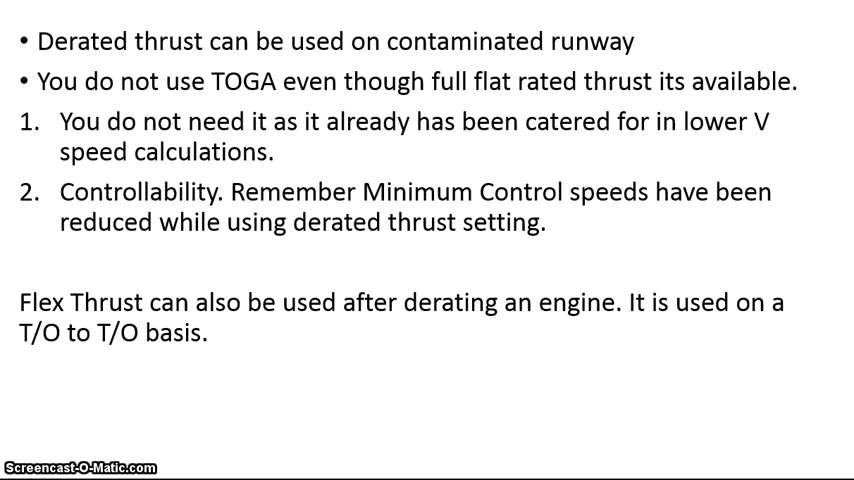 • Derated thrust can be used on contaminated runway
• You do not use TOGA even though full flat rated thrust its available.
1. You do not need it as it already has been catered for in lower V
speed calculations.
2. Controllability. Remember Minimum Control speeds have been
reduced while using derated thrust setting.
Flex Thrust can also be used after derating an engine. It is used on a
T/O to T/O basis.
Screencast-O-Matic.com